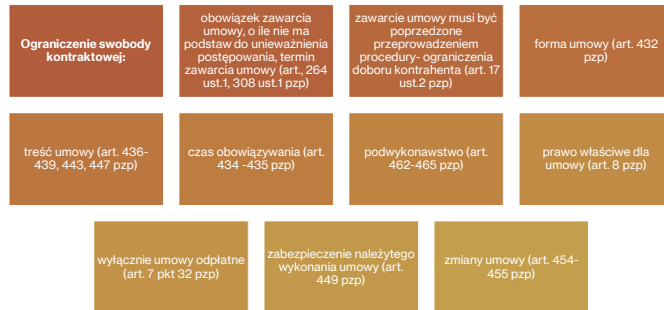 Ograniczenie swobody
kontraktowej:
obowiązek zawarcia
umowy, o ile nie ma
podstaw do unieważnienia
postępowania, termin
zawarcia umowy (art., 264
ust.1, 308 ust.1 pzp)
zawarcie umowy musi być
poprzedzone
przeprowadzeniem
procedury- ograniczenia
doboru kontrahenta (art. 17
ust.2 pzp)
forma umowy (art. 432
pzp)
treść umowy (art. 436-
439, 443, 447 pzp)
czas obowiązywania (art.
434 -435 pzp)
podwykonawstwo (art.
462-465 pzp)
prawo właściwe dla
umowy (art. 8 pzp)
wyłącznie umowy odpłatne
(art. 7 pkt 32 pzp)
zabezpieczenie należytego
wykonania umowy (art.
449 pzp)
zmiany umowy (art. 454-
455 pzp)